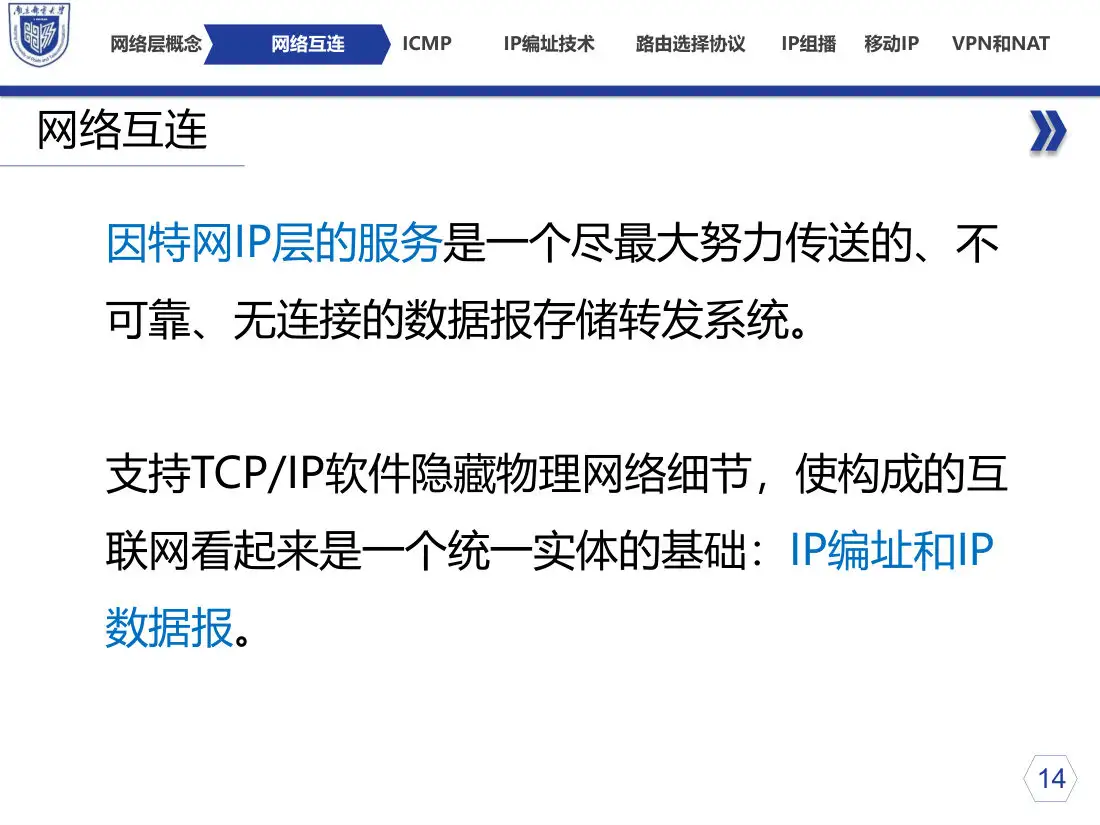 南京邮电大学
网络层概念 网络互连 ICMP IP编址技术 路由选择协议 IP组播 移动IP VPN和NAT
网络互连
因特网IP层的服务是一个尽最大努力传送的、不
可靠、无连接的数据报存储转发系统。
支持TCP/IP软件隐藏物理网络细节，使构成的互
联网看起来是一个统一实体的基础：IP编址和IP
数据报。
14